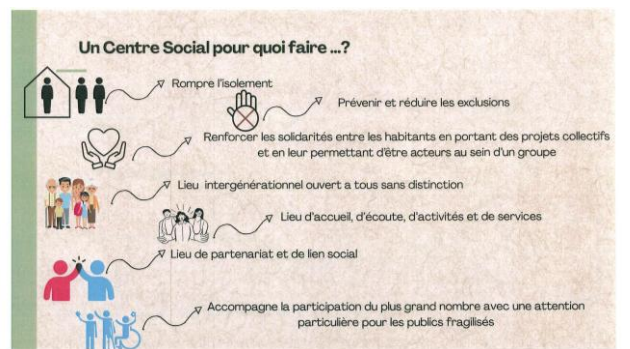 Un Centre Social pour quoi faire ...?
Rompre l'isolement
Prévenir et réduire les exclusions
Renforcer les solidarités entre les habitants en portant des projets collectifs
et en leur permettant d'être acteurs au sein d'un groupe
Lieu intergénérationnel ouvert a tous sans distinction
Lieu d'accueil, d'écoute, d'activités et de services
Lieu de partenariat et de lien social
Accompagne la participation du plus grand nombre avec une attention
particulière pour les publics fragilisés